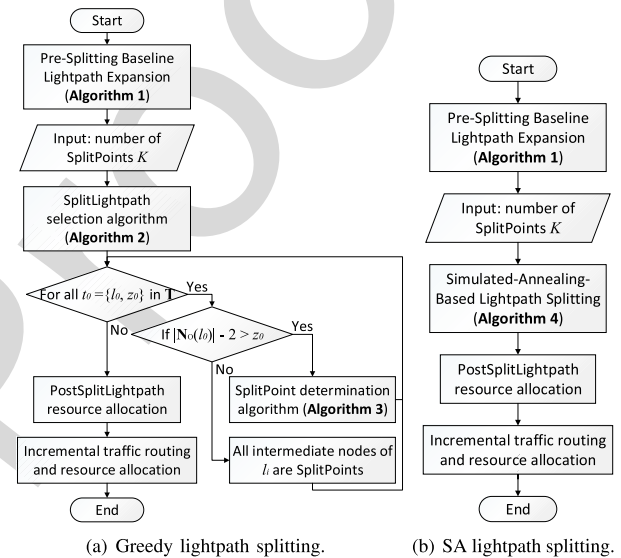 Start
Pre-Splitting Baseline
Lightpath Expansion
(Algorithm 1)
Input: number of
SplitPoints K
SplitLightpath
selection algorithm
(Algorithm 2)
For all t₀ ={l₀, z₀} in T
Yes
No
If |N₀(l₀)| - 2 > z₀
Yes
No
PostSplitLightpath
resource allocation
SplitPoint determination
algorithm (Algorithm 3)
Incremental traffic routing
and resource allocation
All intermediate nodes of
lᵢ are SplitPoints
End
(a) Greedy lightpath splitting.
Start
Pre-Splitting Baseline
Lightpath Expansion
(Algorithm 1)
Input: number of
SplitPoints K
Simulated-Annealing-
Based Lightpath Splitting
(Algorithm 4)
PostSplitLightpath
resource allocation
Incremental traffic routing
and resource allocation
End
(b) SA lightpath splitting.